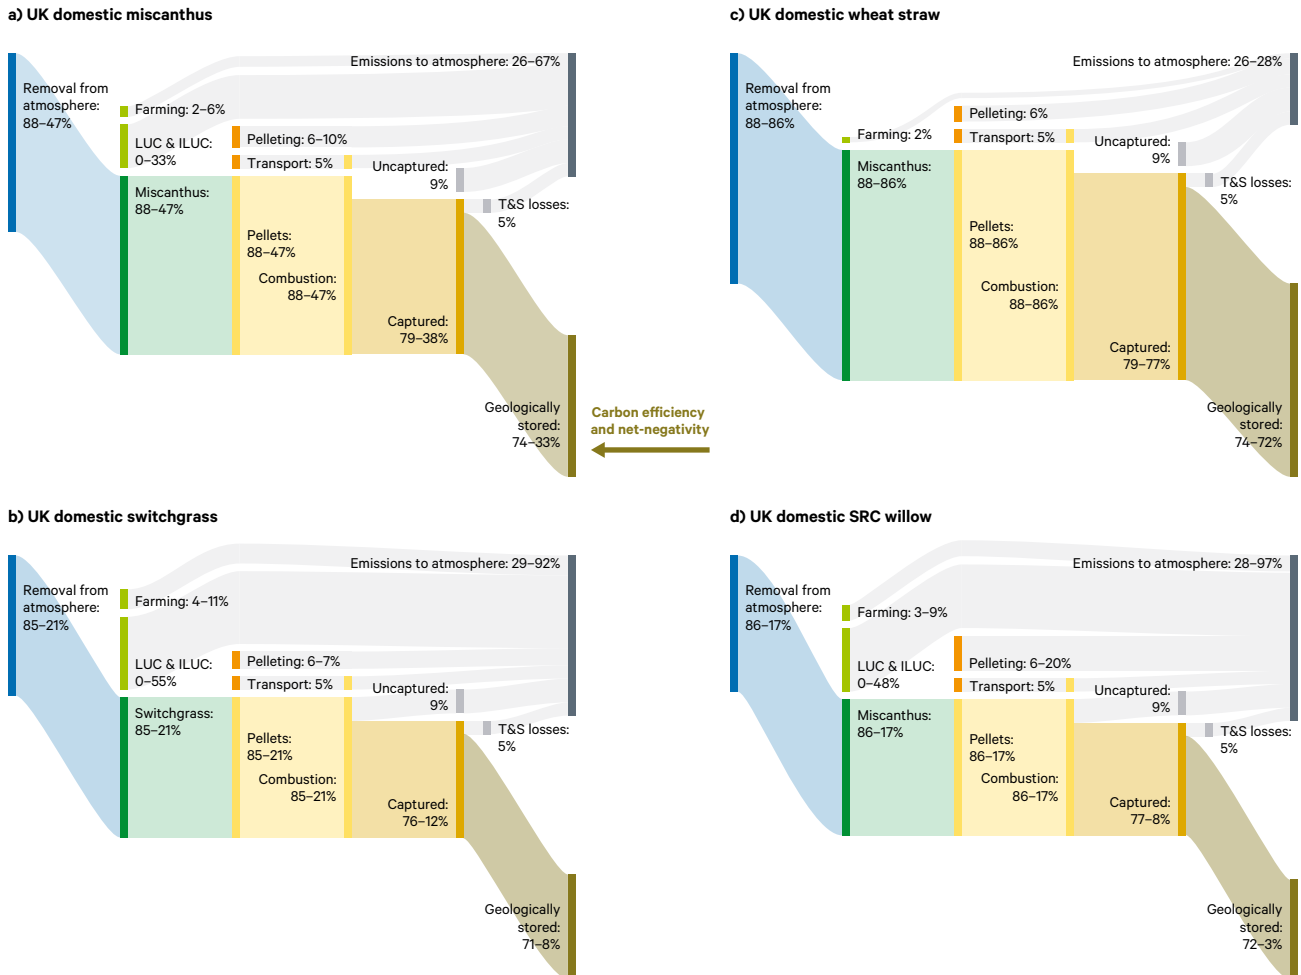 a) UK domestic miscanthus
Emissions to atmosphere: 26–67%
Removal from
atmosphere:
88–47%
Farming: 2–6%
LUC & ILUC:
0–33%
Pelleting: 6–10%
Transport: 5%
Uncaptured:
9%
Miscanthus:
88–47%
T&S losses:
5%
Pellets:
88–47%
Combustion:
88–47%
Captured:
79–38%
Geologically
stored:
74–33%
Carbon efficiency
and net-negativity
c) UK domestic wheat straw
Emissions to atmosphere: 26–28%
Removal from
atmosphere:
88–86%
Farming: 2%
Pelleting: 6%
Transport: 5%
Uncaptured:
9%
Miscanthus:
88–86%
T&S losses:
5%
Pellets:
88–86%
Combustion:
88–86%
Captured:
79–77%
Geologically
stored:
74–72%
b) UK domestic switchgrass
Emissions to atmosphere: 29–92%
Removal from
atmosphere:
85–21%
Farming: 4–11%
LUC & ILUC:
0–55%
Pelleting: 6–7%
Transport: 5%
Uncaptured:
9%
Switchgrass:
85–21%
T&S losses:
5%
Pellets:
85–21%
Combustion:
85–21%
Captured:
76–12%
Geologically
stored:
71–8%
d) UK domestic SRC willow
Emissions to atmosphere: 28–97%
Removal from
atmosphere:
86–17%
Farming: 3–9%
LUC & ILUC:
0–48%
Pelleting: 6–20%
Transport: 5%
Uncaptured:
9%
Miscanthus:
86–17%
T&S losses:
5%
Pellets:
86–17%
Combustion:
86–17%
Captured:
77–8%
Geologically
stored:
72–3%